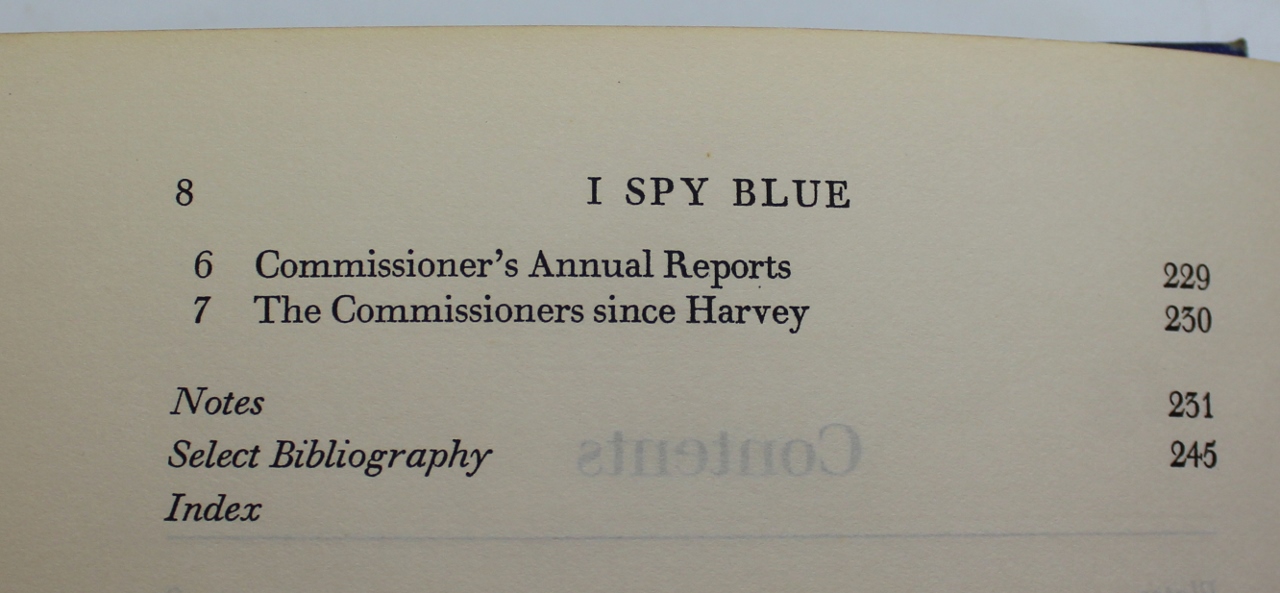 8 I SPY BLUE
6 Commissioner's Annual Reports 229
7 The Commissioners since Harvey 230
Notes 231
Select Bibliography 245
Index
Contents